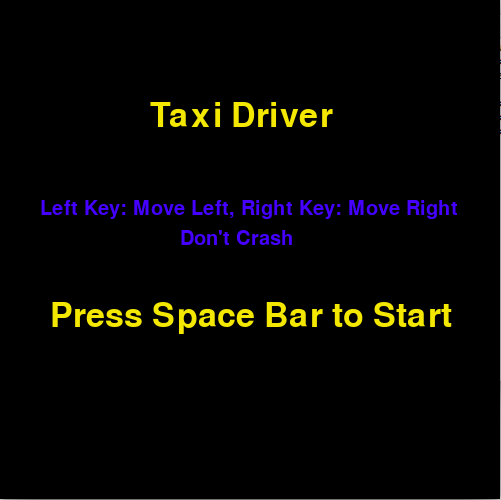 Taxi Driver
Left Key: Move Left, Right Key: Move Right
Don't Crash
Press Space Bar to Start